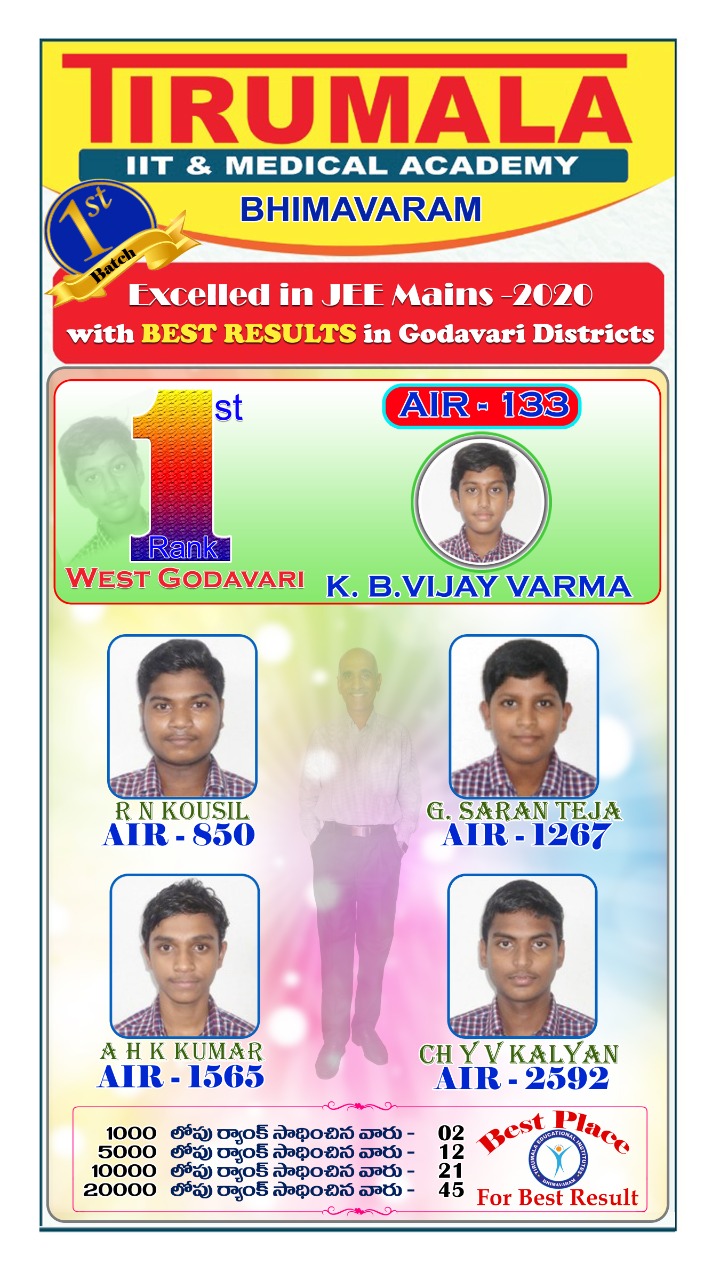 TIRUMALA
IIT & MEDICAL ACADEMY
BHIMAVARAM
1st
Batch
Excelled in JEE Mains -2020
with BEST RESULTS in Godavari Districts
1st
Rank
WEST GODAVARI
AIR - 133
K. B.VIJAY VARMA
R N KOUSIL
AIR - 850
G. SARAN TEJA
AIR - 1267
A H K KUMAR
AIR - 1565
CH Y V KALYAN
AIR - 2592
1000 లోపు ర్యాంక్ సాధించిన వారు - 02
5000 లోపు ర్యాంక్ సాధించిన వారు - 12
10000 లోపు ర్యాంక్ సాధించిన వారు - 21
20000 లోపు ర్యాంక్ సాధించిన వారు - 45
Best Place
TIRUMALA EDUCATIONAL INSTITUTES
BHIMAVARAM
For Best Result